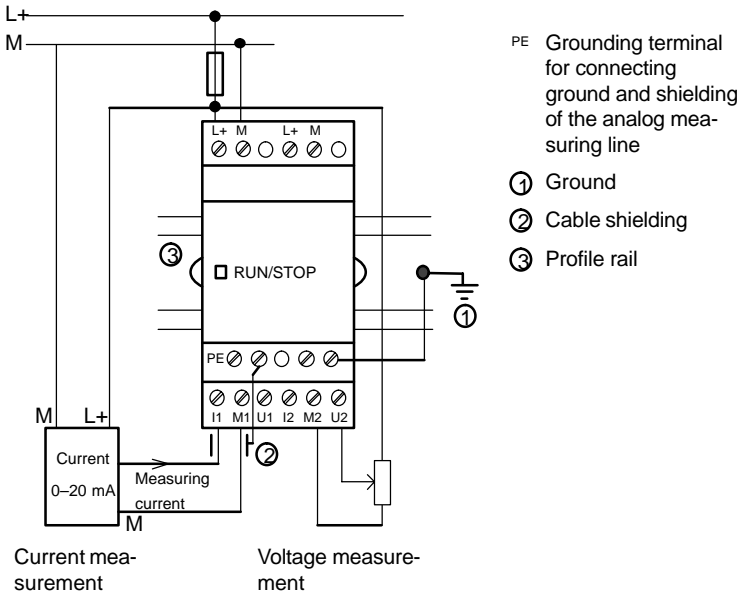 L+
M
PE Grounding terminal
for connecting
ground and shielding
of the analog mea-
suring line
1 Ground
2 Cable shielding
3 Profile rail
L+ M L+ M
3
RUN/STOP
1
PE
I1 M1 U1 I2 M2 U2
M L+
2
Current
0–20 mA
Measuring
current
M
Current mea-
surement
Voltage measure-
ment